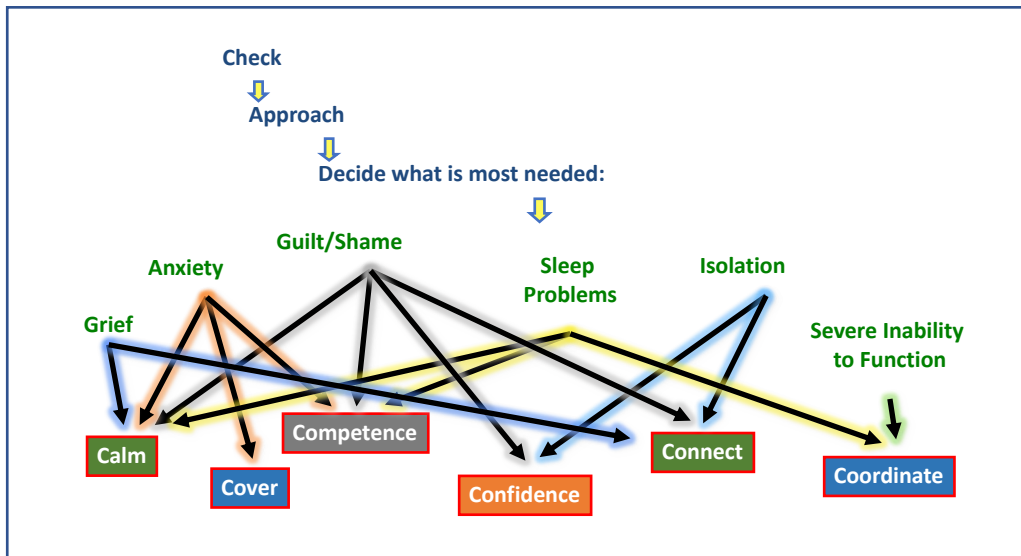 Check
Approach
Decide what is most needed:
Guilt/Shame
Anxiety
Sleep
Problems
Isolation
Grief
Severe Inability
to Function
Competence
Calm
Connect
Cover
Confidence
Coordinate